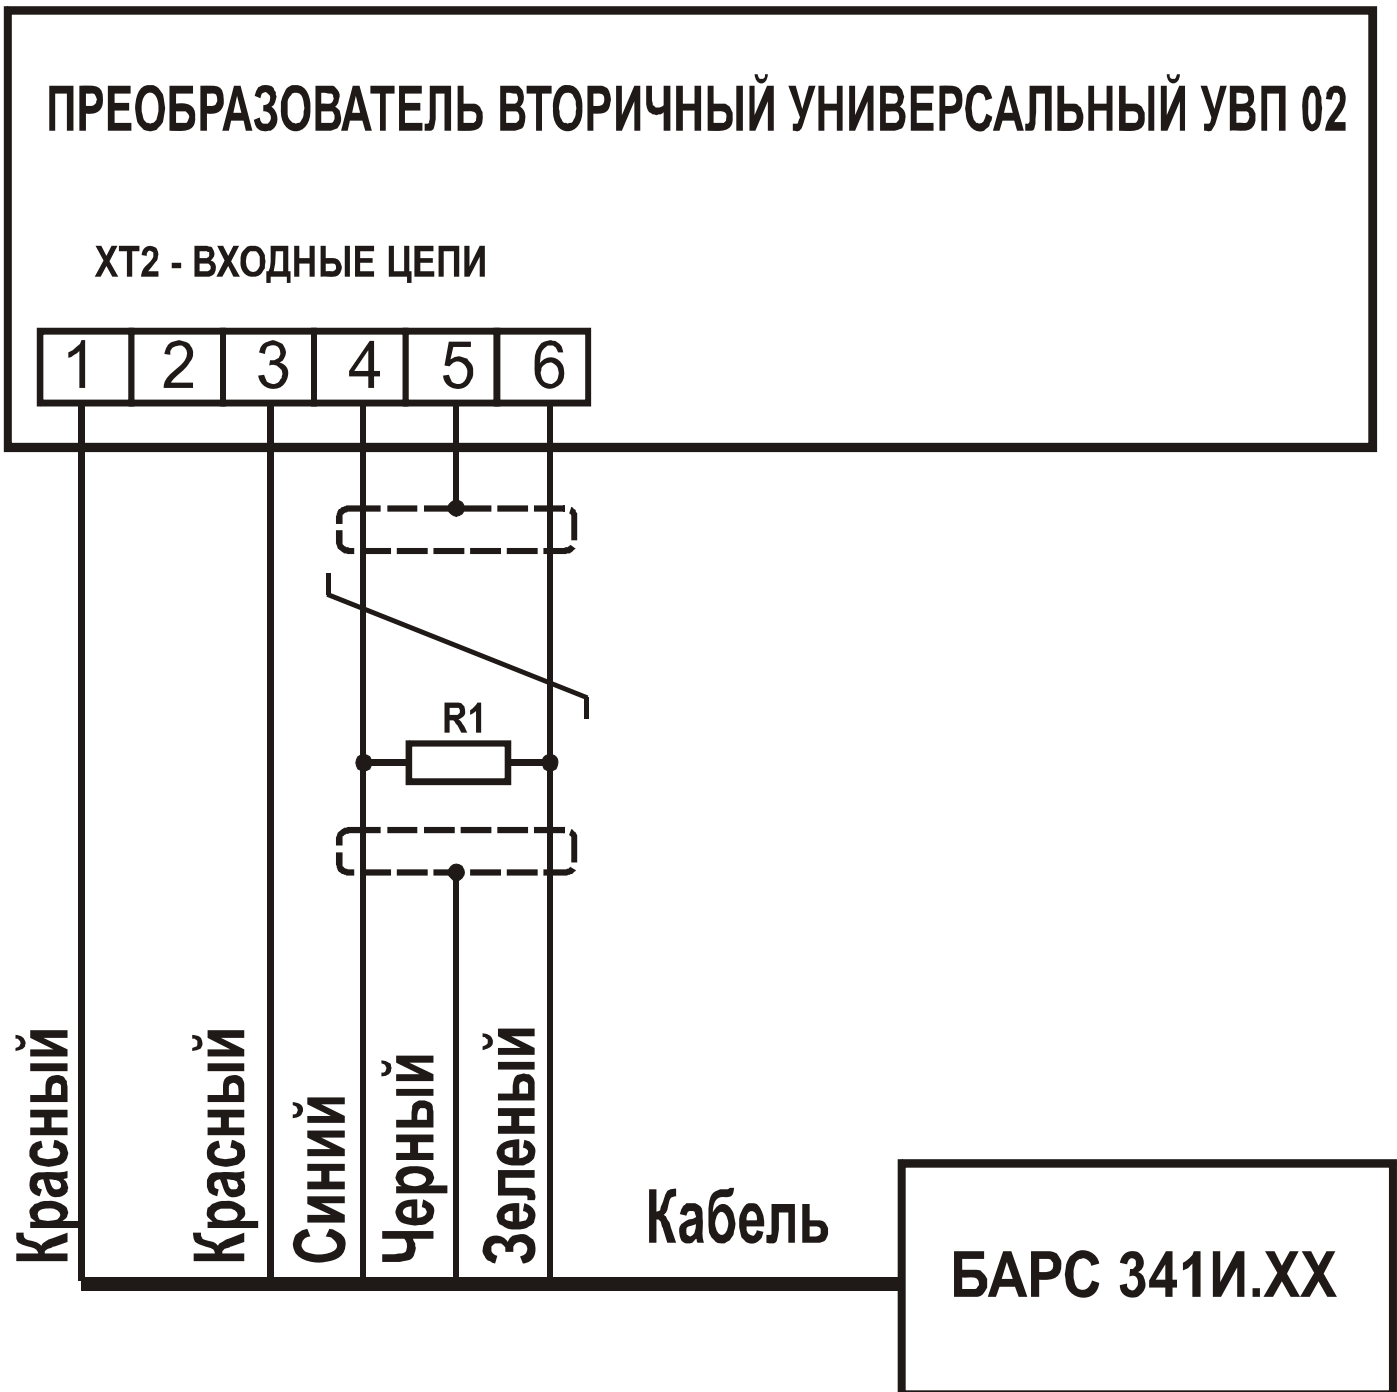 ПРЕОБРАЗОВАТЕЛЬ ВТОРИЧНЫЙ УНИВЕРСАЛЬНЫЙ УВП 02
ХТ2 - ВХОДНЫЕ ЦЕПИ
1 2 3 4 5 6
R1
Красный
Красный
Синий
Черный
Зеленый
Кабель
БАРС 341И.ХХ